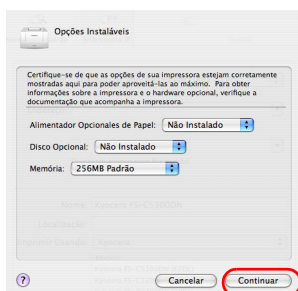 Opções Instaláveis
Certifique-se de que as opções de sua impressora estejam corretamente
mostradas aqui para poder aproveitá-las ao máximo. Para obter
informações sobre a impressora e o hardware opcional, verifique a
documentação que acompanha a impressora.
Alimentador Opcionales de Papel: Não Instalado
Disco Opcional: Não Instalado
Memória: 256MB Padrão
? Cancelar Continuar